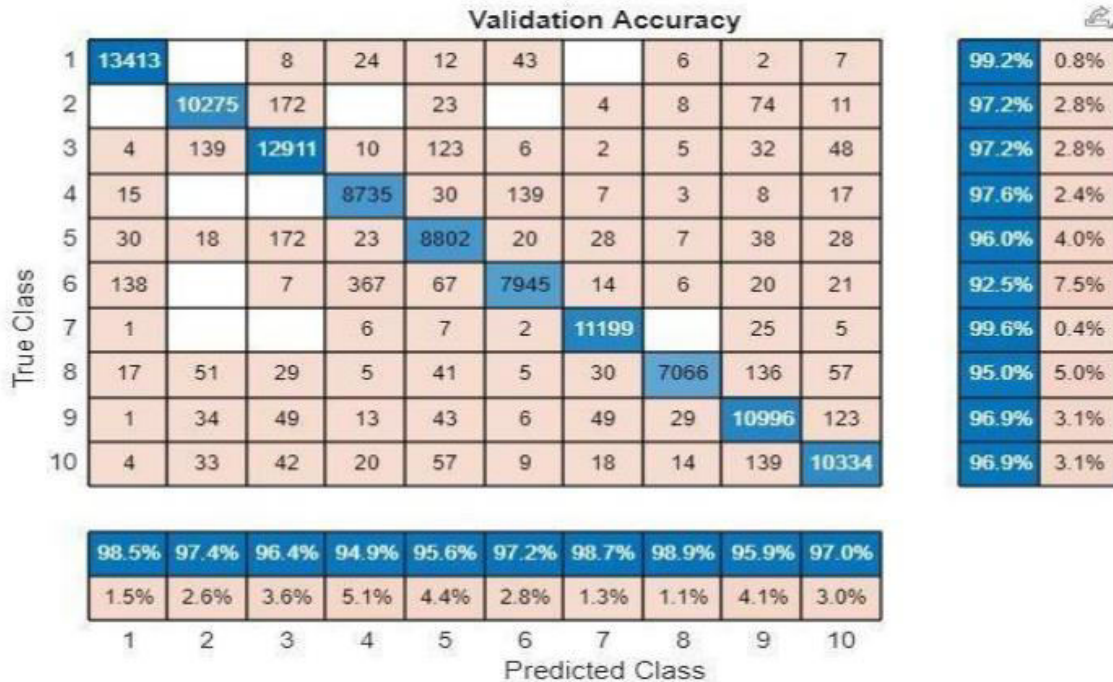 Validation Accuracy
1 13413 8 24 12 43 6 2 7 99.2% 0.8%
2 10275 172 23 4 8 74 11 97.2% 2.8%
3 4 139 12911 10 123 6 2 5 32 48 97.2% 2.8%
4 15 8735 30 139 7 3 8 17 97.6% 2.4%
5 30 18 172 23 8802 20 28 7 38 28 96.0% 4.0%
6 138 7 367 67 7945 14 6 20 21 92.5% 7.5%
7 1 6 7 2 11199 25 5 99.6% 0.4%
8 17 51 29 5 41 5 30 7066 136 57 95.0% 5.0%
9 1 34 49 13 43 6 49 29 10996 123 96.9% 3.1%
10 4 33 42 20 57 9 18 14 139 10334 96.9% 3.1%
True Class
98.5% 97.4% 96.4% 94.9% 95.6% 97.2% 98.7% 98.9% 95.9% 97.0%
1.5% 2.6% 3.6% 5.1% 4.4% 2.8% 1.3% 1.1% 4.1% 3.0%
1 2 3 4 5 6 7 8 9 10
Predicted Class